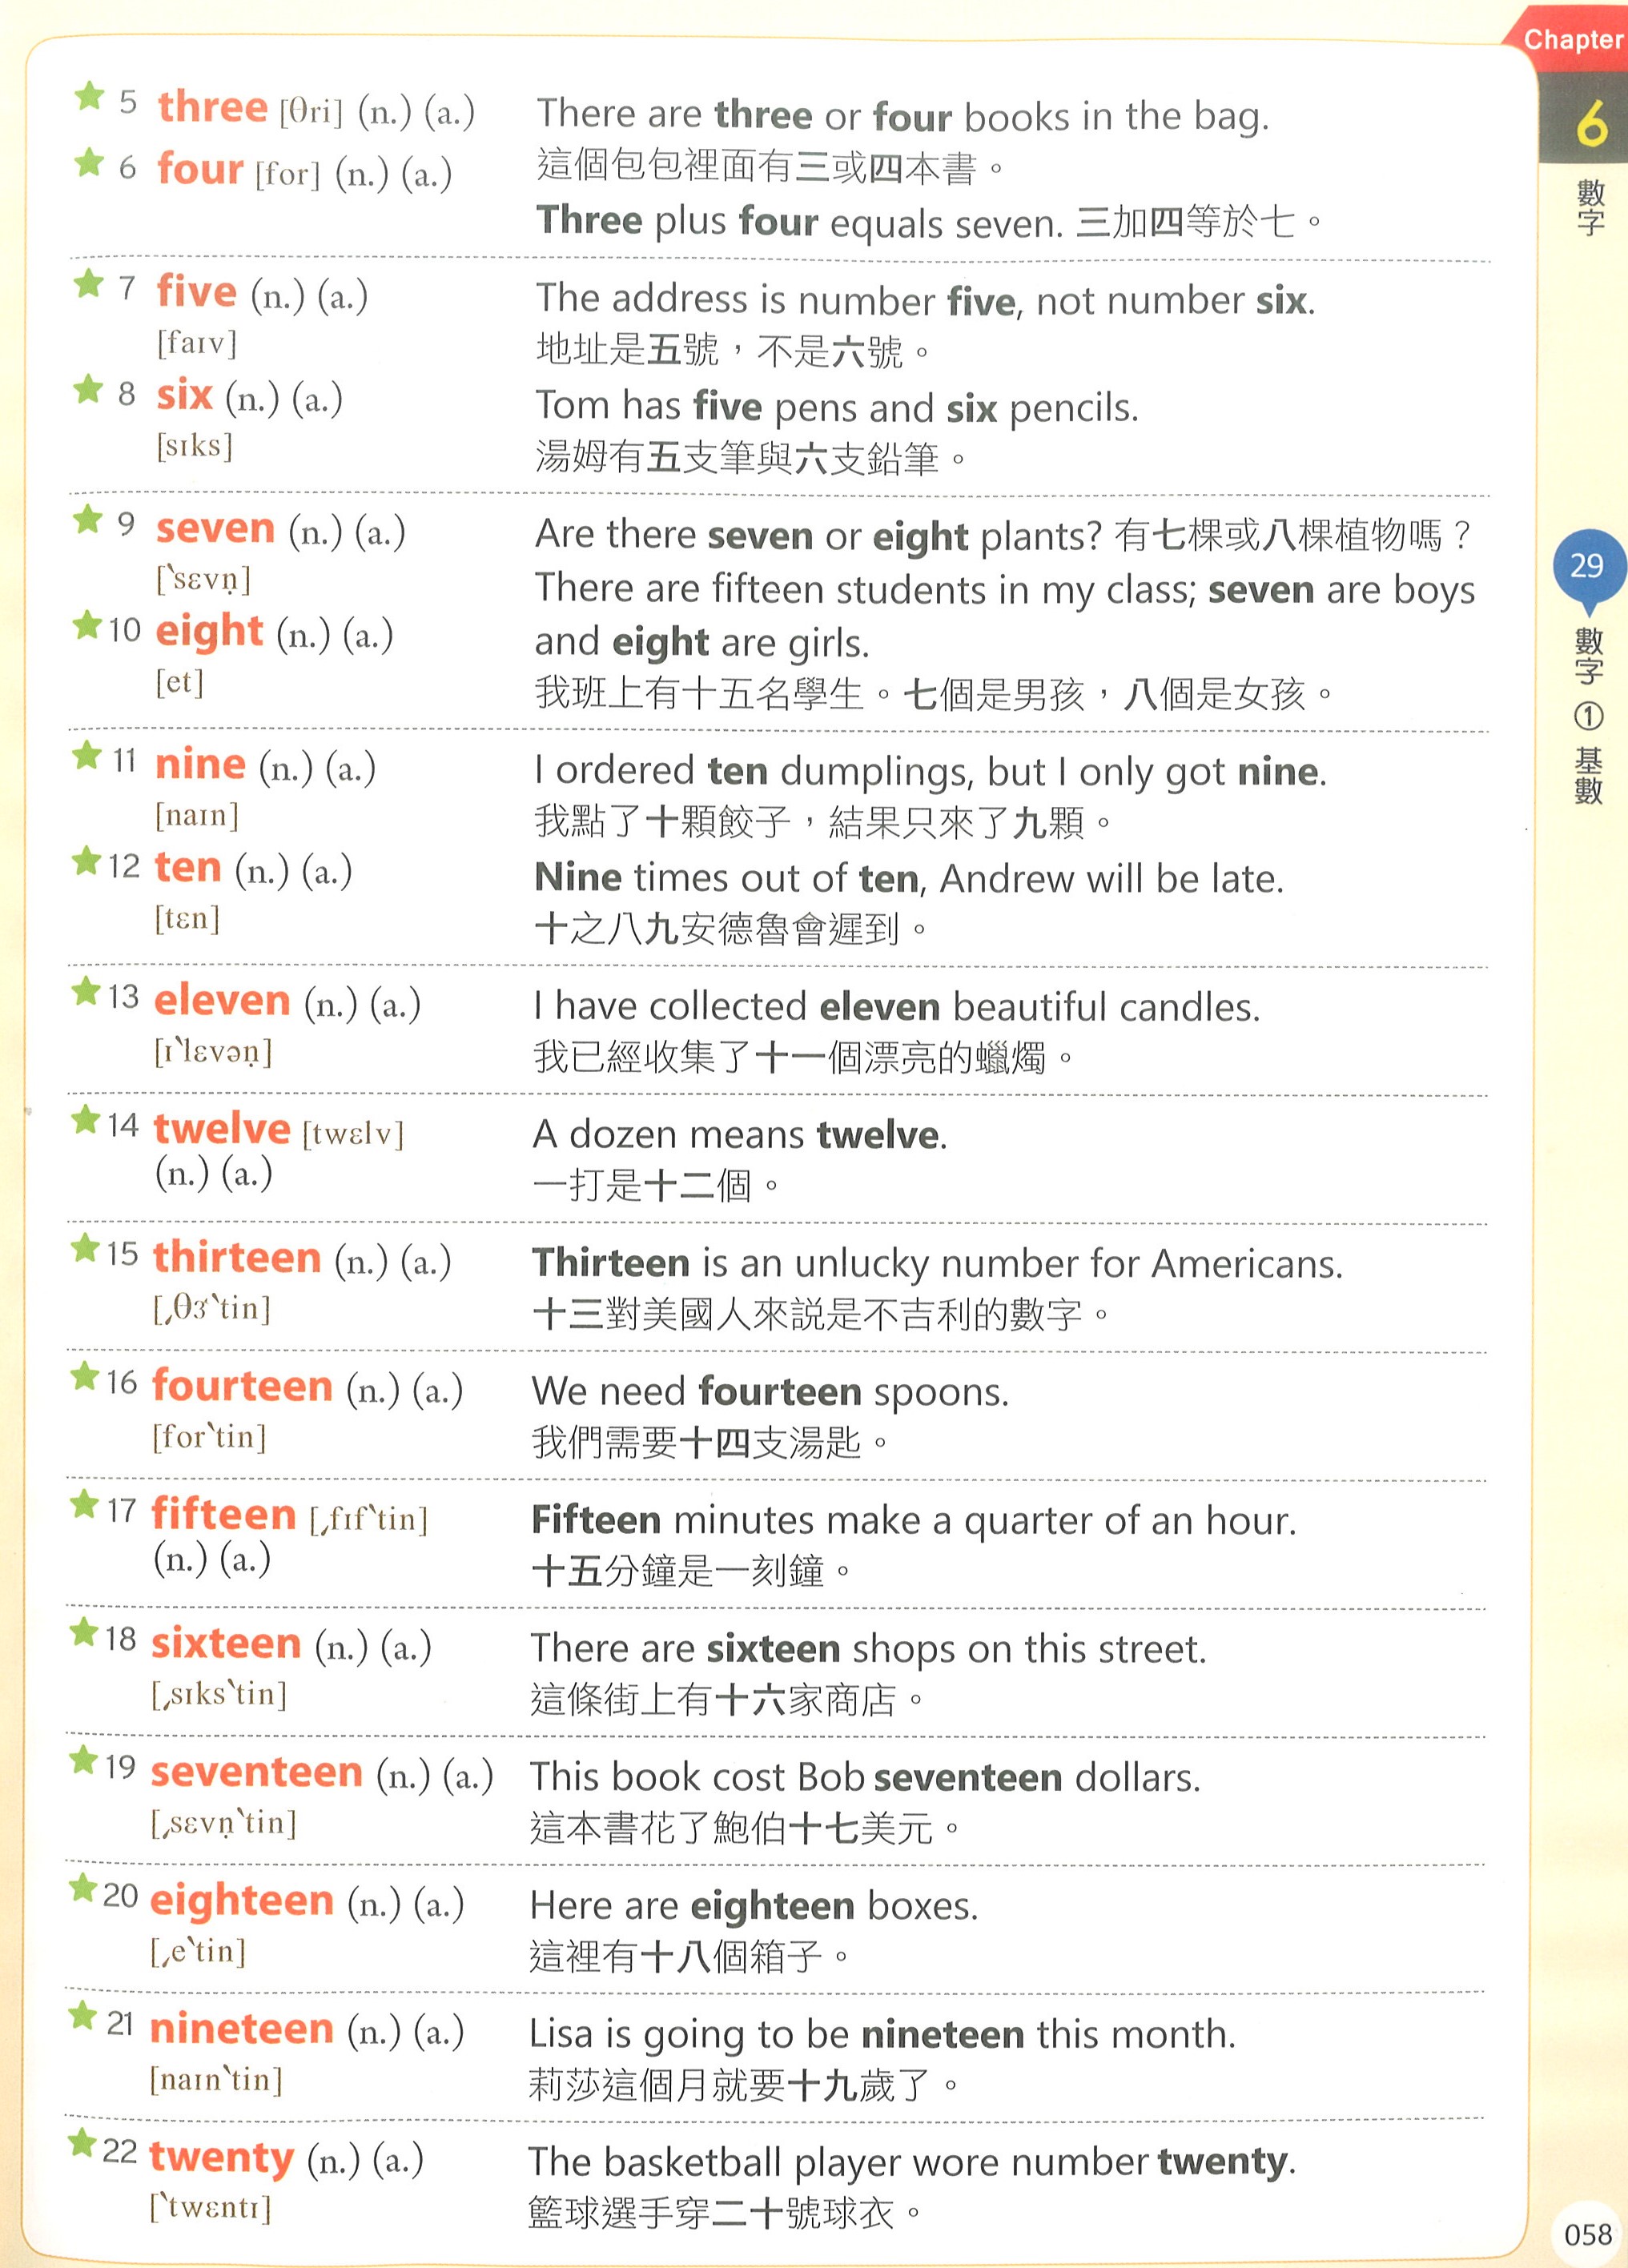 Chapter
6
數字
29
數字 ① 基數
5 three [θri] (n.) (a.)
6 four [for] (n.) (a.)
There are three or four books in the bag.
這個包包裡面有三或四本書。
Three plus four equals seven. 三加四等於七。
7 five (n.) (a.)
[faɪv]
8 six (n.) (a.)
[sɪks]
The address is number five, not number six.
地址是五號，不是六號。
Tom has five pens and six pencils.
湯姆有五支筆與六支鉛筆。
9 seven (n.) (a.)
[ˋsɛvṇ]
10 eight (n.) (a.)
[et]
Are there seven or eight plants? 有七棵或八棵植物嗎？
There are fifteen students in my class; seven are boys
and eight are girls.
我班上有十五名學生。七個是男孩，八個是女孩。
11 nine (n.) (a.)
[naɪn]
12 ten (n.) (a.)
[tɛn]
I ordered ten dumplings, but I only got nine.
我點了十顆餃子，結果只來了九顆。
Nine times out of ten, Andrew will be late.
十之八九安德魯會遲到。
13 eleven (n.) (a.)
[ɪˋlɛvəṇ]
I have collected eleven beautiful candles.
我已經收集了十一個漂亮的蠟燭。
14 twelve [twɛlv]
(n.) (a.)
A dozen means twelve.
一打是十二個。
15 thirteen (n.) (a.)
[ˏθɝˋtin]
Thirteen is an unlucky number for Americans.
十三對美國人來説是不吉利的數字。
16 fourteen (n.) (a.)
[forˋtin]
We need fourteen spoons.
我們需要十四支湯匙。
17 fifteen [ˏfɪfˋtin]
(n.) (a.)
Fifteen minutes make a quarter of an hour.
十五分鐘是一刻鐘。
18 sixteen (n.) (a.)
[ˏsɪksˋtin]
There are sixteen shops on this street.
這條街上有十六家商店。
19 seventeen (n.) (a.)
[ˏsɛvṇˋtin]
This book cost Bob seventeen dollars.
這本書花了鮑伯十七美元。
20 eighteen (n.) (a.)
[ˏeˋtin]
Here are eighteen boxes.
這裡有十八個箱子。
21 nineteen (n.) (a.)
[naɪnˋtin]
Lisa is going to be nineteen this month.
莉莎這個月就要十九歲了。
22 twenty (n.) (a.)
[ˋtwɛntɪ]
The basketball player wore number twenty.
籃球選手穿二十號球衣。
058